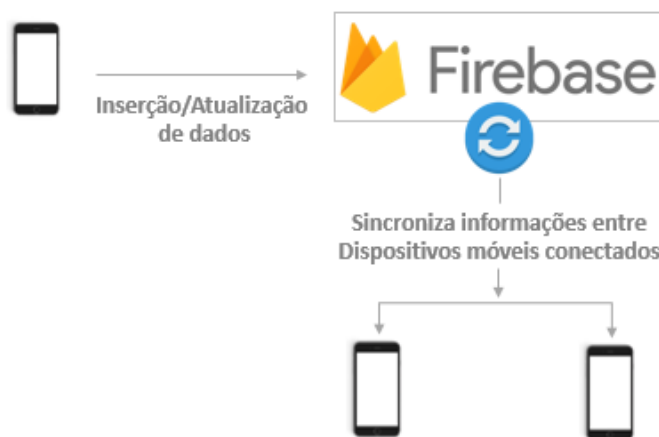 Firebase
Inserção/Atualização
de dados
Sincroniza informações entre
Dispositivos móveis conectados